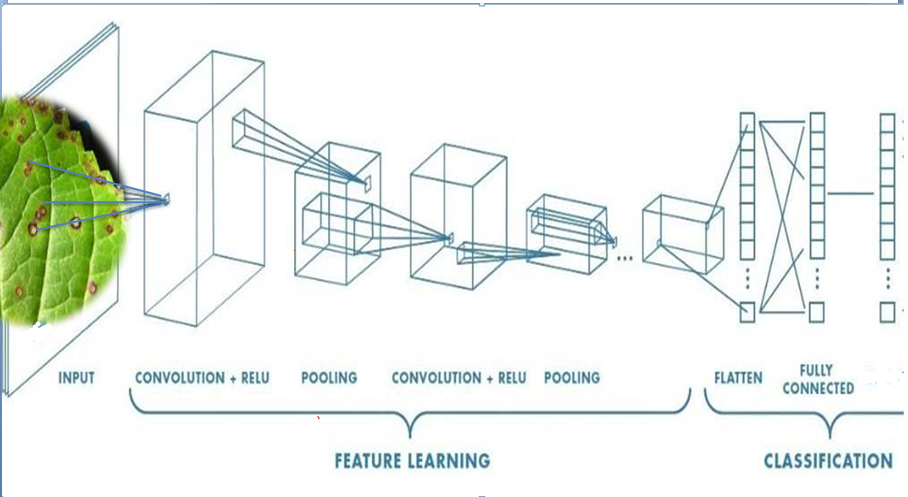 INPUT
CONVOLUTION + RELU
POOLING
CONVOLUTION + RELU
POOLING
FLATTEN
FULLY
CONNECTED
FEATURE LEARNING
CLASSIFICATION